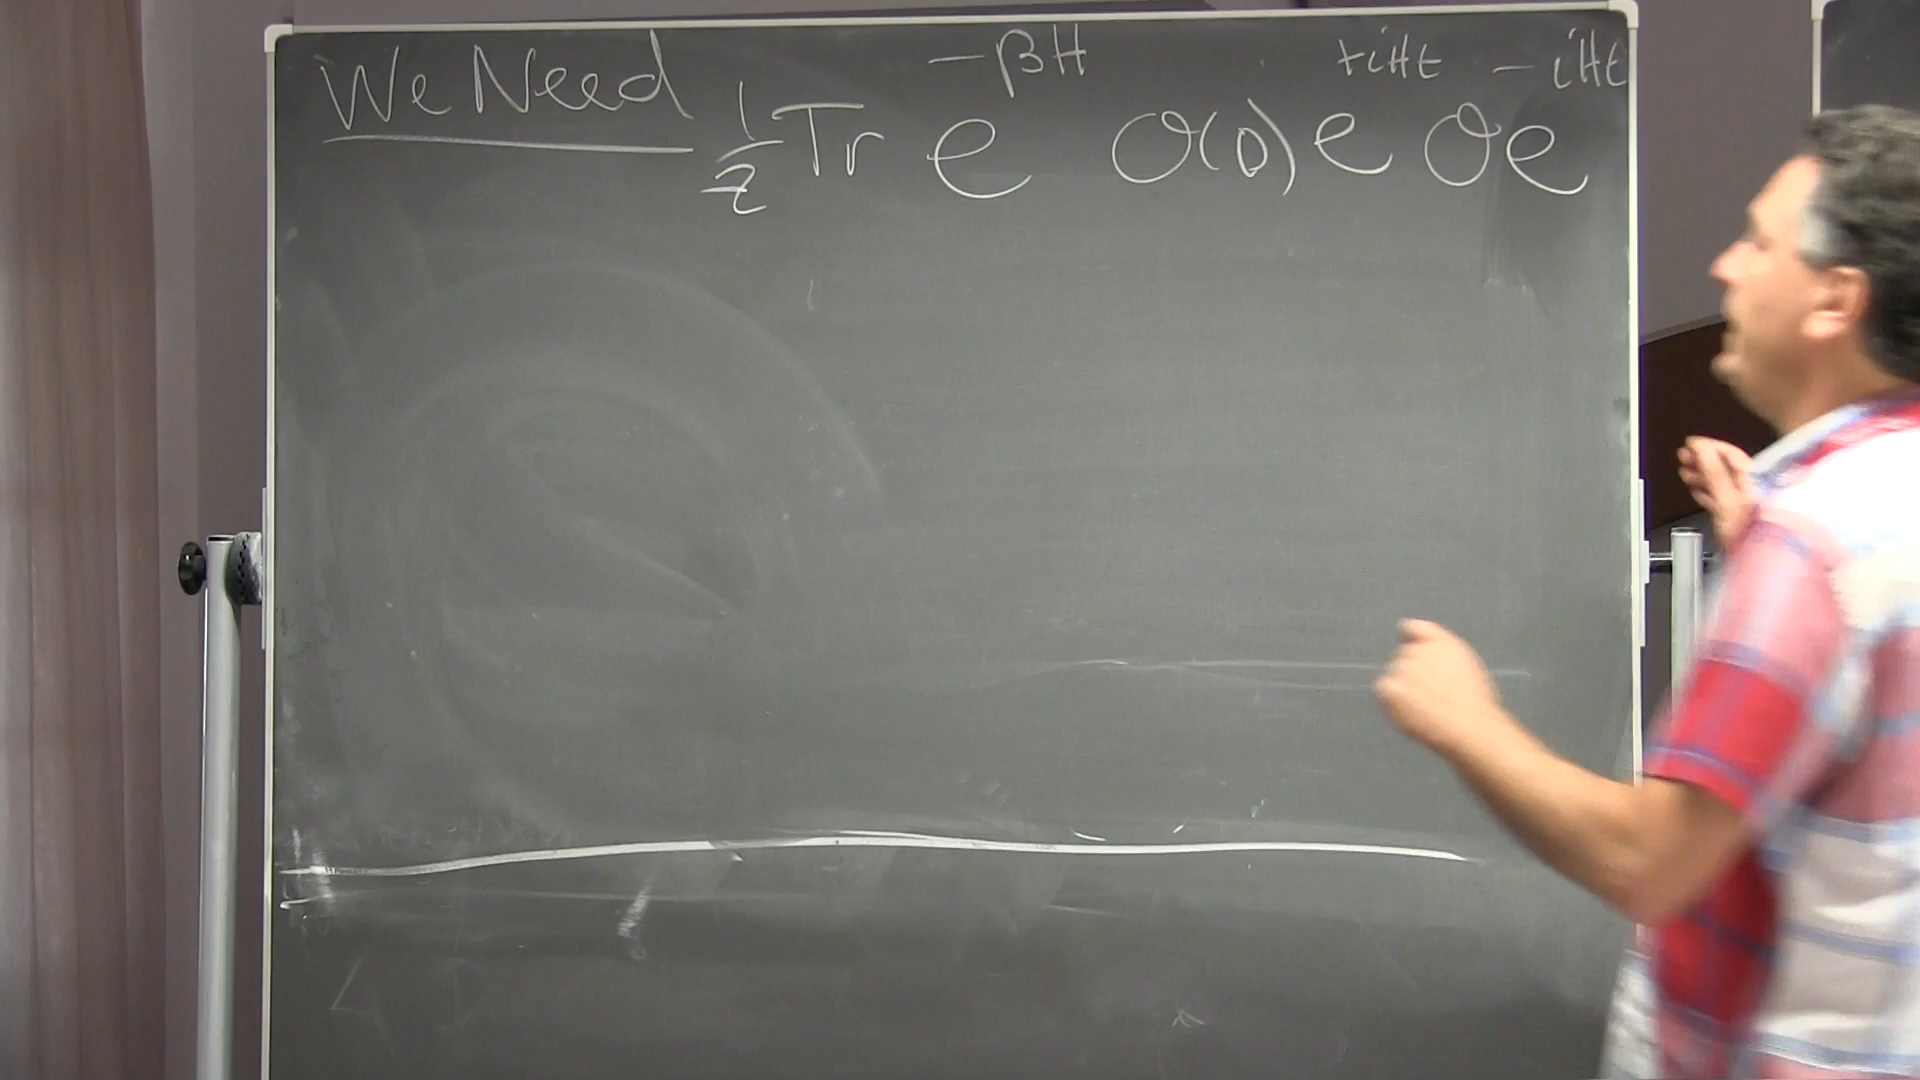 We Need 1/2 Tr e^{-βH} O(0) e^{+iHt} O e^{-iHt}